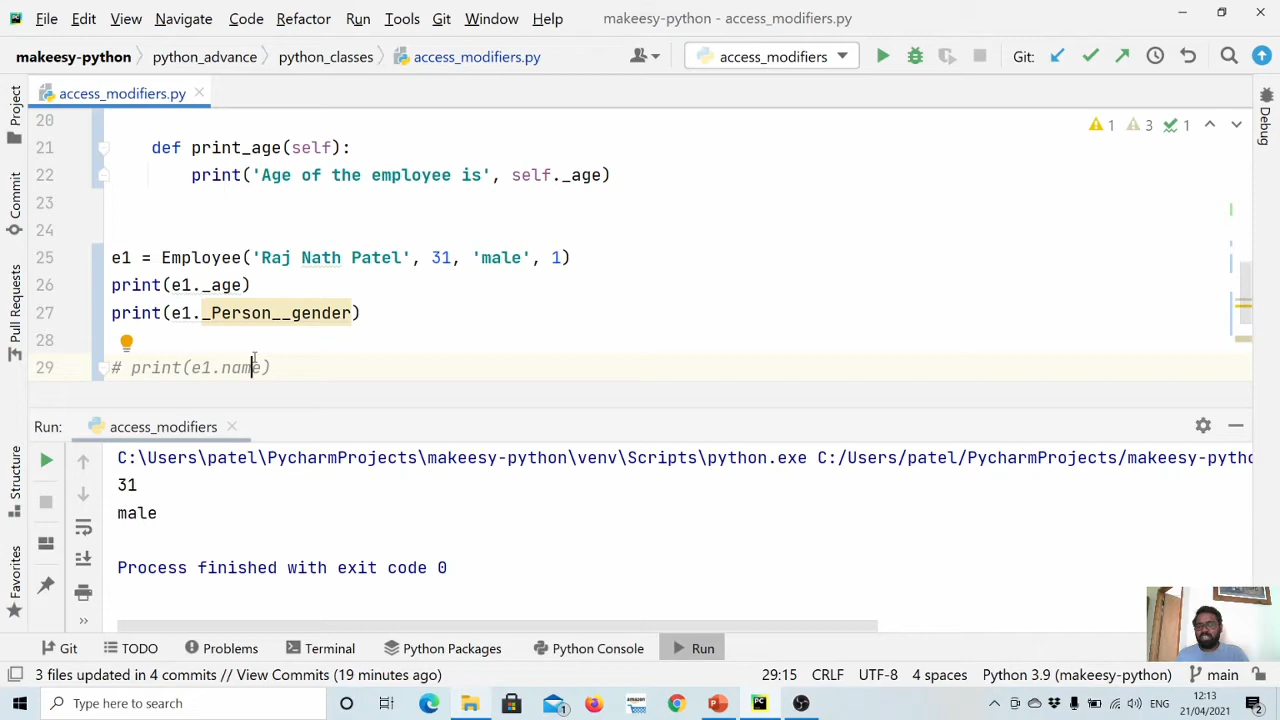 File Edit View Navigate Code Refactor Run Tools Git Window Help makeesy-python - access_modifiers.py
makeesy-python python_advance python_classes access_modifiers.py access_modifiers Git:
access_modifiers.py
Project
Commit
Pull Requests
Structure
Favorites
Debug
1 3 1
20
21 def print_age(self):
22 print('Age of the employee is', self._age)
23
24
25 e1 = Employee('Raj Nath Patel', 31, 'male', 1)
26 print(e1._age)
27 print(e1._Person__gender)
28
29 # print(e1.name)
Run: access_modifiers
C:\Users\patel\PycharmProjects\makeesy-python\venv\Scripts\python.exe C:/Users/patel/PycharmProjects/makeesy-pytho
31
male
Process finished with exit code 0
Git TODO Problems Terminal Python Packages Python Console Run
3 files updated in 4 commits // View Commits (19 minutes ago) 29:15 CRLF UTF-8 4 spaces Python 3.9 (makeesy-python) main
Type here to search
amazon
1
PC
ENG
12:13
21/04/2021
2